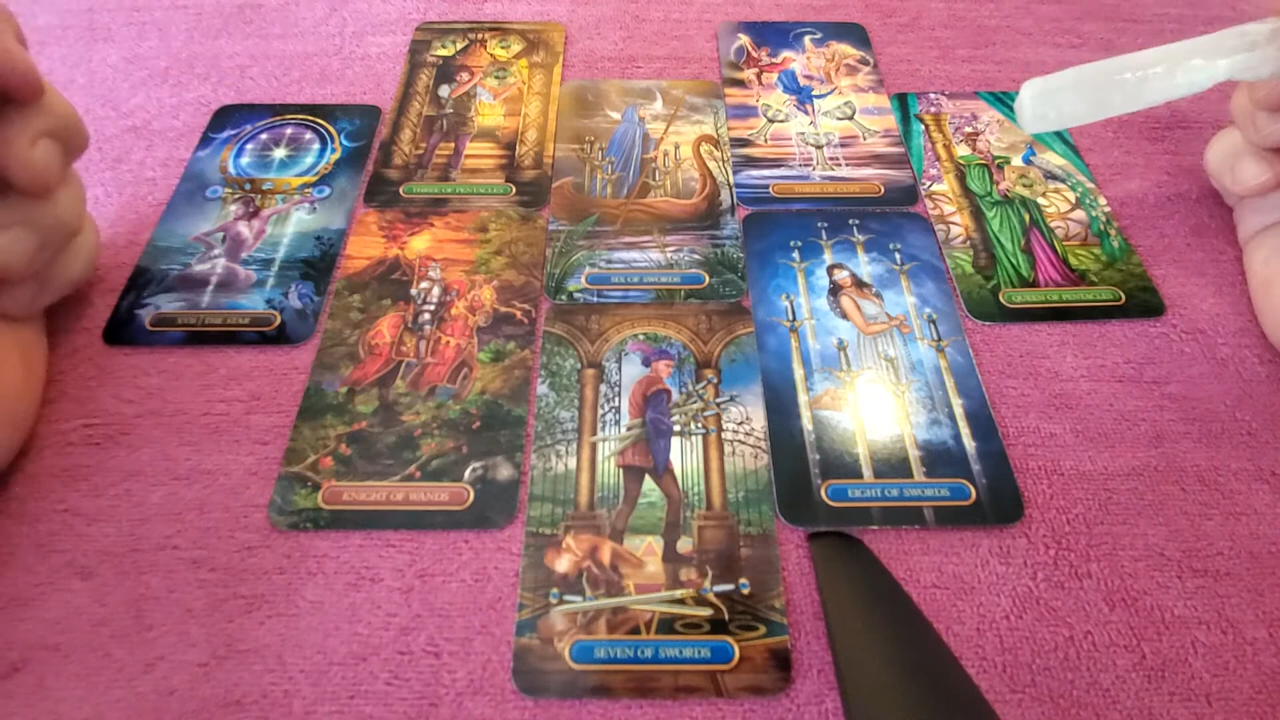 THREE OF PENTACLES
THREE OF CUPS
SIX OF SWORDS
QUEEN OF PENTACLES
XVII / THE STAR
KNIGHT OF WANDS
EIGHT OF SWORDS
SEVEN OF SWORDS